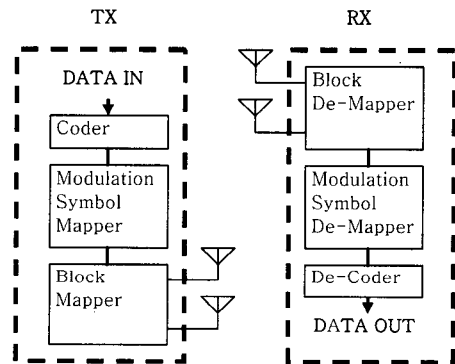 TX
DATA IN
Coder
Modulation
Symbol
Mapper
Block
Mapper
RX
Block
De-Mapper
Modulation
Symbol
De-Mapper
De-Coder
DATA OUT